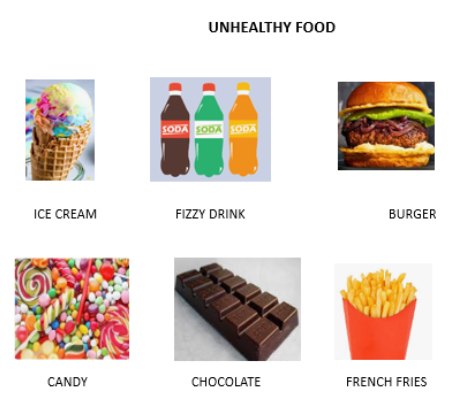 UNHEALTHY FOOD
SODA SODA SODA
ICE CREAM FIZZY DRINK BURGER
CANDY CHOCOLATE FRENCH FRIES